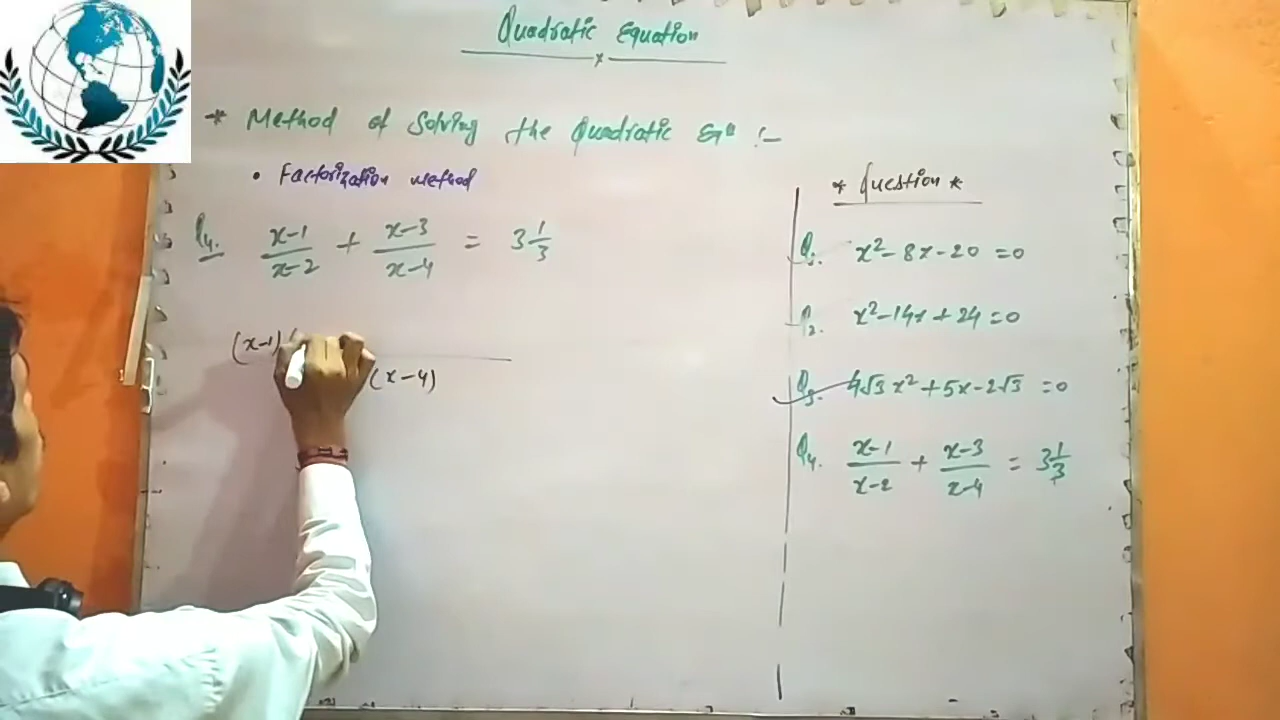 Quadratic Equation
* Method of Solving the Quadratic Eqn :-
• Factorization method
Q4. x-1/x-2 + x-3/x-4 = 3 1/3
(x-1)(
(x-4)
* Question *
Q1. x²-8x-20=0
Q2. x²-14x+24=0
Q3. 4√3x²+5x-2√3=0
Q4. x-1/x-2 + x-3/x-4 = 3 1/3